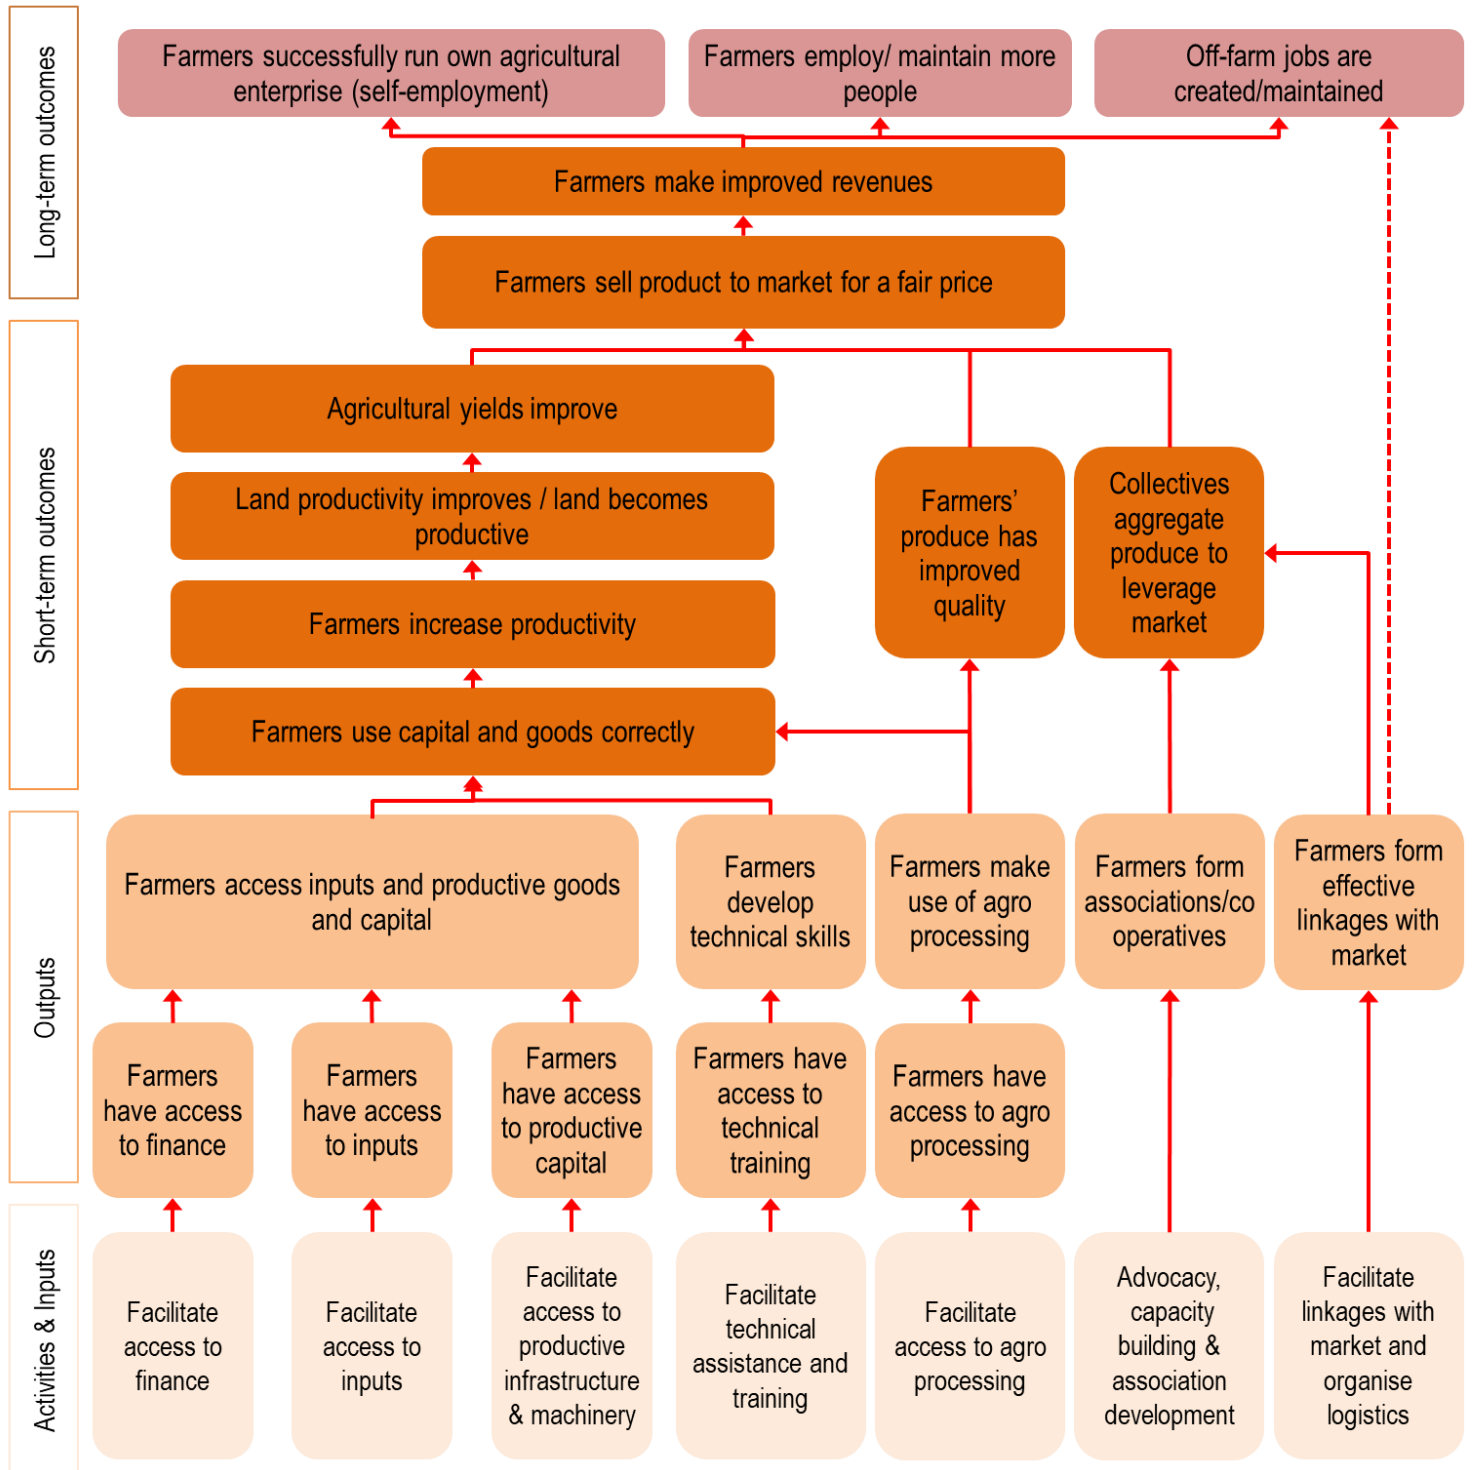 Long-term outcomes
Farmers successfully run own agricultural
enterprise (self-employment)
Farmers employ/ maintain more
people
Off-farm jobs are
created/maintained
Farmers make improved revenues
Farmers sell product to market for a fair price
Short-term outcomes
Agricultural yields improve
Land productivity improves / land becomes
productive
Farmers increase productivity
Farmers use capital and goods correctly
Farmers’
produce has
improved
quality
Collectives
aggregate
produce to
leverage
market
Outputs
Farmers access inputs and productive goods
and capital
Farmers
develop
technical skills
Farmers make
use of agro
processing
Farmers form
associations/co
operatives
Farmers form
effective
linkages with
market
Farmers
have access
to finance
Farmers
have access
to inputs
Farmers
have access
to productive
capital
Farmers have
access to
technical
training
Farmers have
access to agro
processing
Activities & Inputs
Facilitate
access to
finance
Facilitate
access to
inputs
Facilitate
access to
productive
infrastructure
& machinery
Facilitate
technical
assistance and
training
Facilitate
access to agro
processing
Advocacy,
capacity
building &
association
development
Facilitate
linkages with
market and
organise
logistics